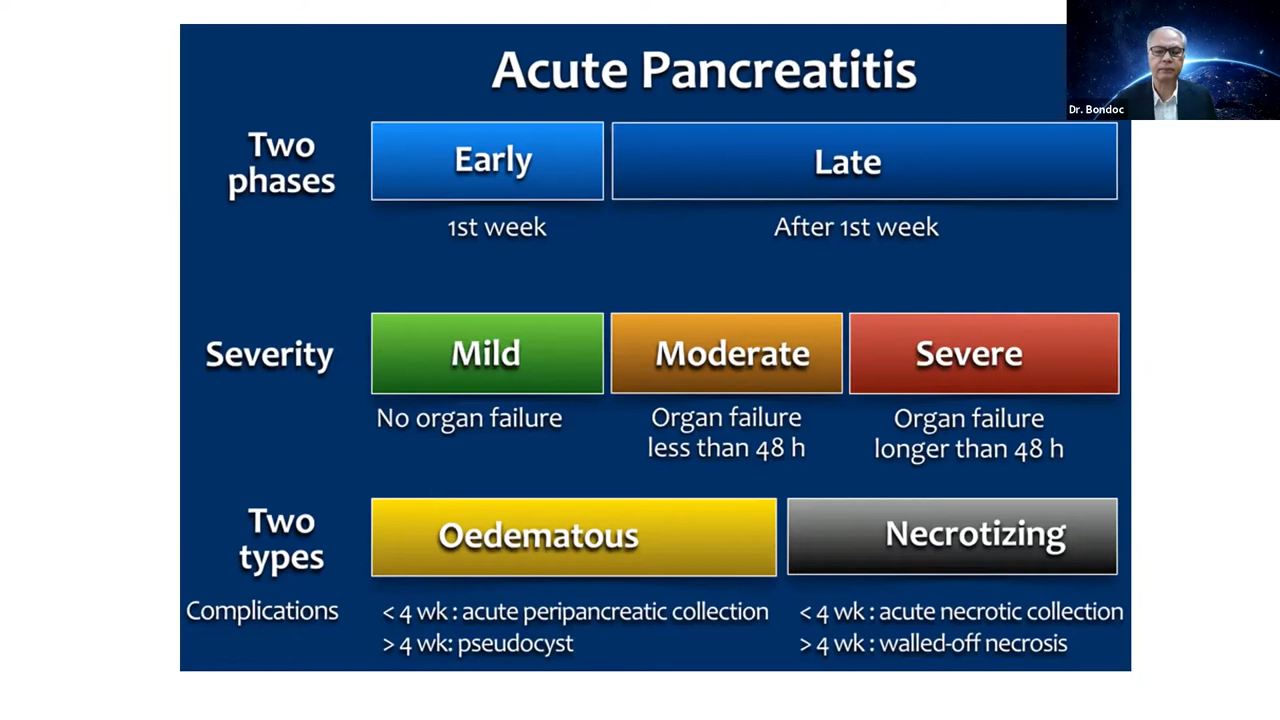 Acute Pancreatitis
Dr. Bondoc
Two
phases
Early
Late
1st week
After 1st week
Severity
Mild
Moderate
Severe
No organ failure
Organ failure
less than 48 h
Organ failure
longer than 48 h
Two
types
Oedematous
Necrotizing
Complications
< 4 wk : acute peripancreatic collection
> 4 wk: pseudocyst
< 4 wk : acute necrotic collection
> 4 wk : walled-off necrosis